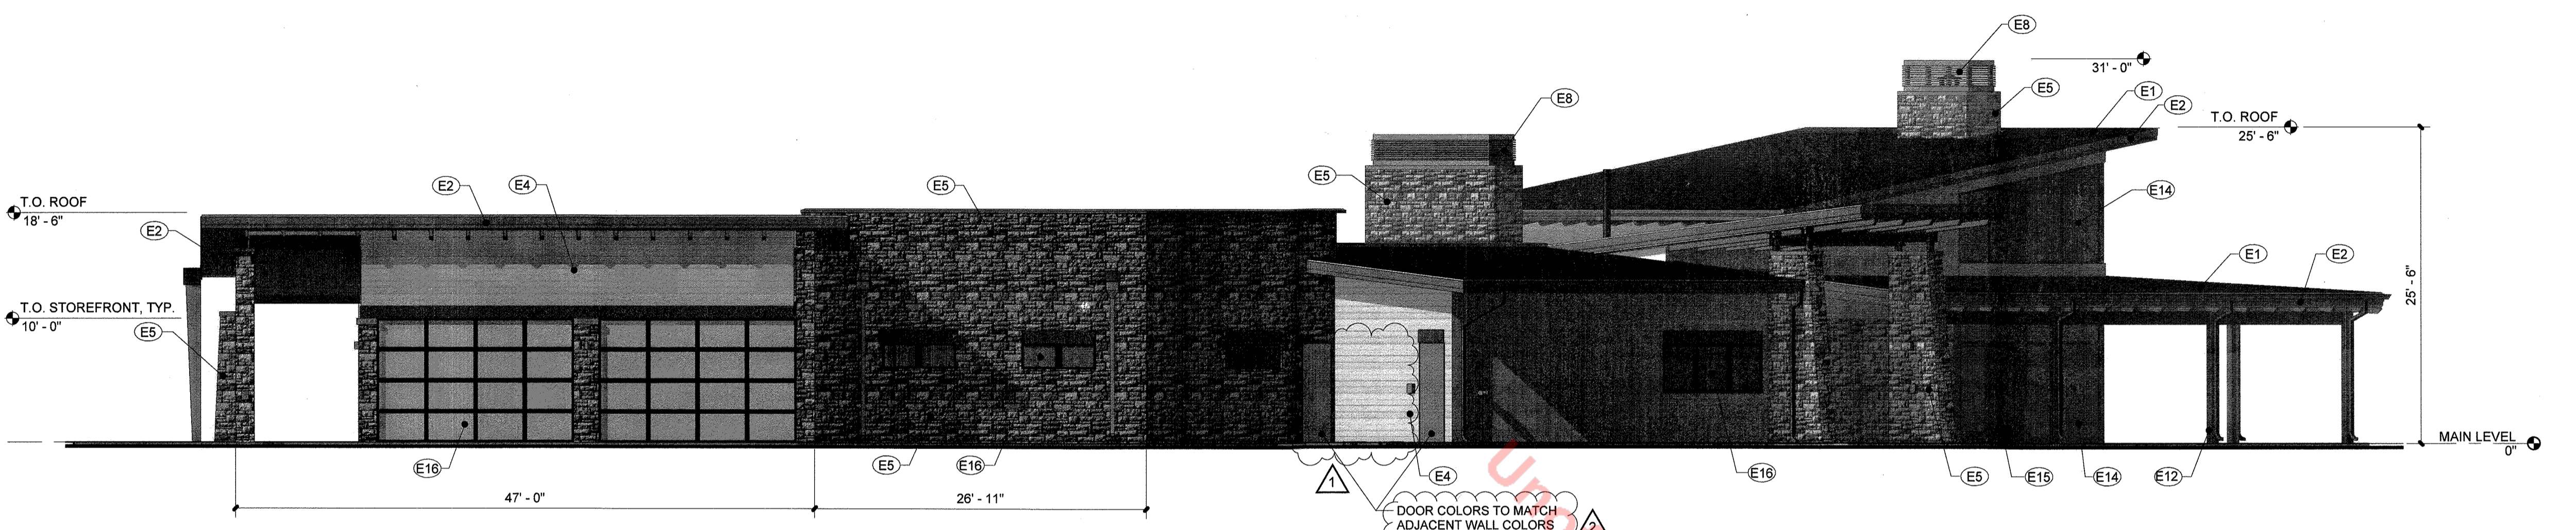 E8
31' - 0"
E5
E1
E2
T.O. ROOF
25' - 6"
E8
E5
E14
E2
E4
E5
T.O. ROOF
18' - 6"
E2
E1
E2
25' - 6"
T.O. STOREFRONT, TYP.
10' - 0"
E5
MAIN LEVEL
0"
E16
E5
E16
1
E4
E16
E5
E15
E14
E12
47' - 0"
26' - 11"
DOOR COLORS TO MATCH
ADJACENT WALL COLORS
2